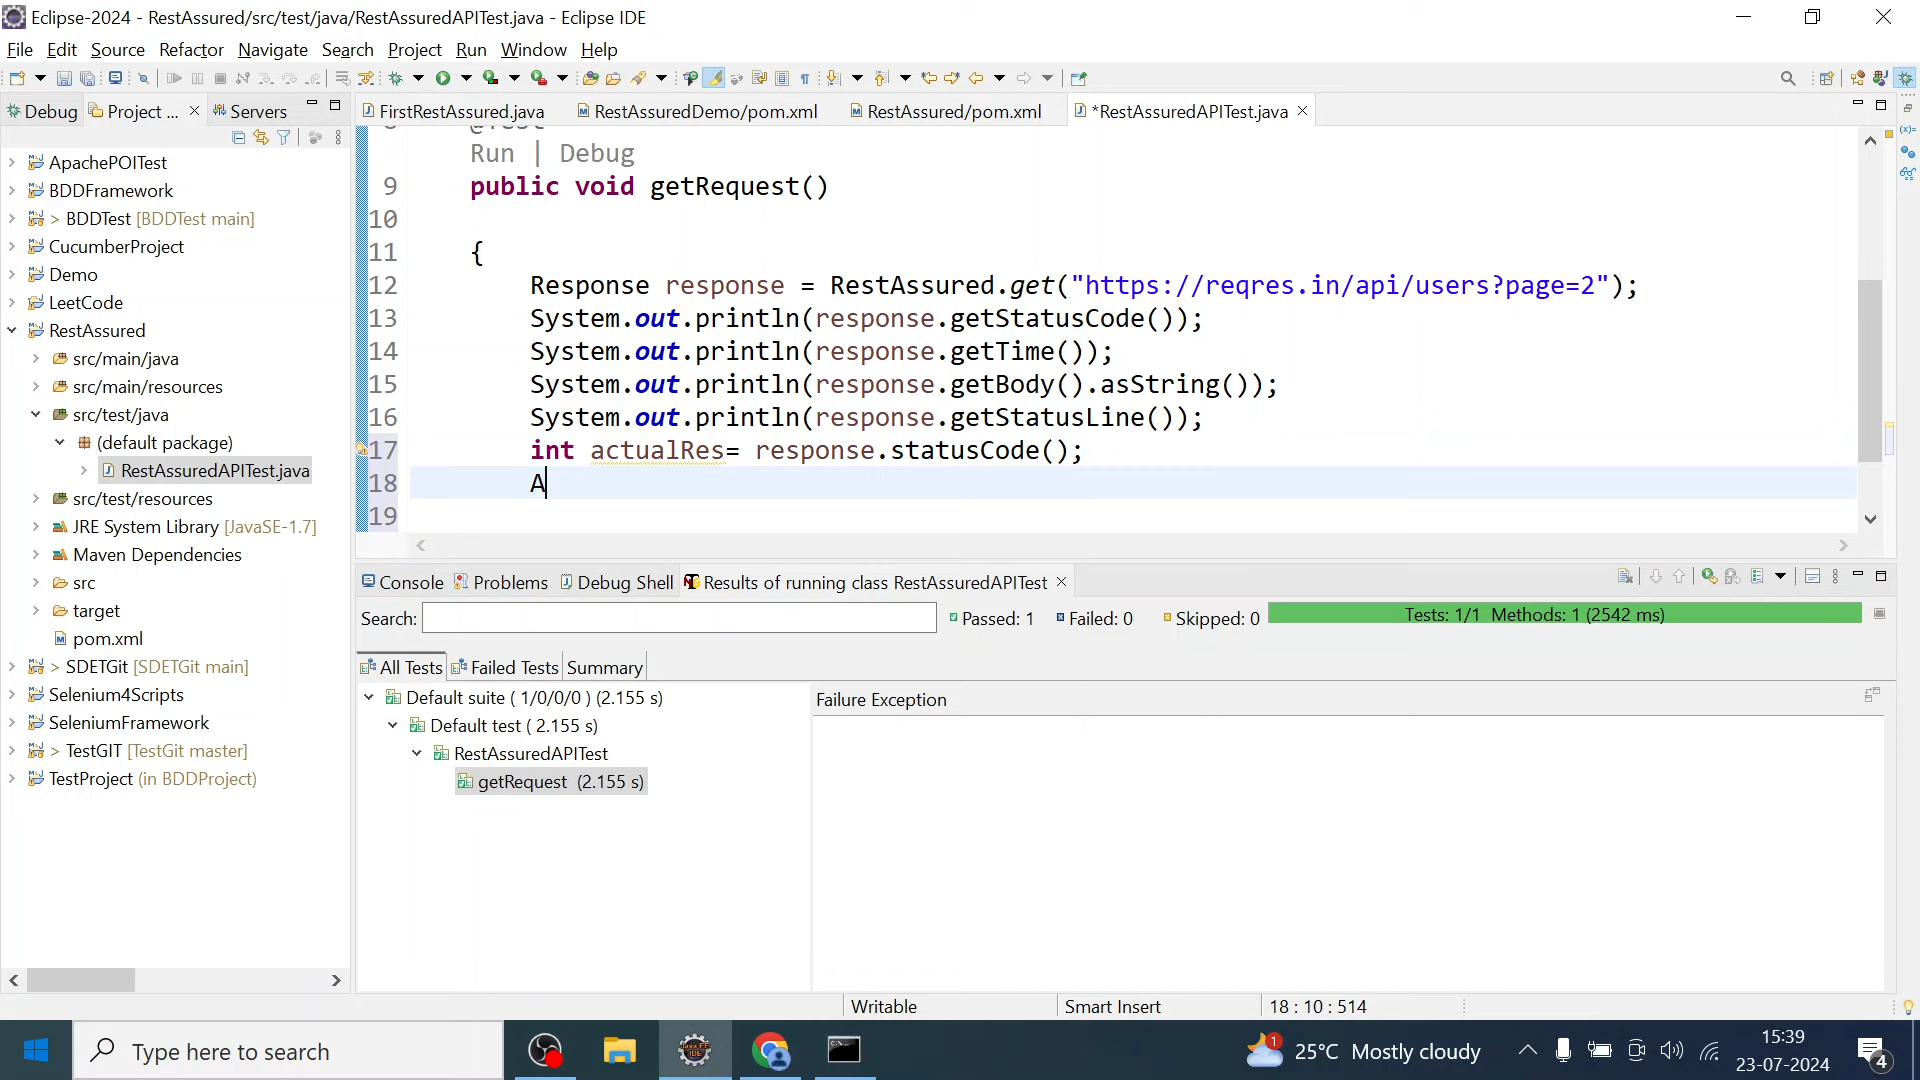 Eclipse-2024 - RestAssured/src/test/java/RestAssuredAPITest.java - Eclipse IDE
File Edit Source Refactor Navigate Search Project Run Window Help
Debug Project ... Servers
FirstRestAssured.java RestAssuredDemo/pom.xml RestAssured/pom.xml *RestAssuredAPITest.java
ApachePOITest
BDDFramework
> BDDTest [BDDTest main]
CucumberProject
Demo
LeetCode
RestAssured
src/main/java
src/main/resources
src/test/java
(default package)
RestAssuredAPITest.java
src/test/resources
JRE System Library [JavaSE-1.7]
Maven Dependencies
src
target
pom.xml
> SDETGit [SDETGit main]
Selenium4Scripts
SeleniumFramework
> TestGIT [TestGit master]
TestProject (in BDDProject)
8 @Test
Run | Debug
9 public void getRequest()
10
11 {
12 Response response = RestAssured.get("https://reqres.in/api/users?page=2");
13 System.out.println(response.getStatusCode());
14 System.out.println(response.getTime());
15 System.out.println(response.getBody().asString());
16 System.out.println(response.getStatusLine());
17 int actualRes= response.statusCode();
18 A
19
Console Problems Debug Shell Results of running class RestAssuredAPITest
Search: Passed: 1 Failed: 0 Skipped: 0 Tests: 1/1 Methods: 1 (2542 ms)
All Tests Failed Tests Summary
Default suite ( 1/0/0/0 ) (2.155 s)
Default test ( 2.155 s)
RestAssuredAPITest
getRequest (2.155 s)
Failure Exception
Writable Smart Insert 18 : 10 : 514
Type here to search
1 25°C Mostly cloudy
15:39
23-07-2024
4